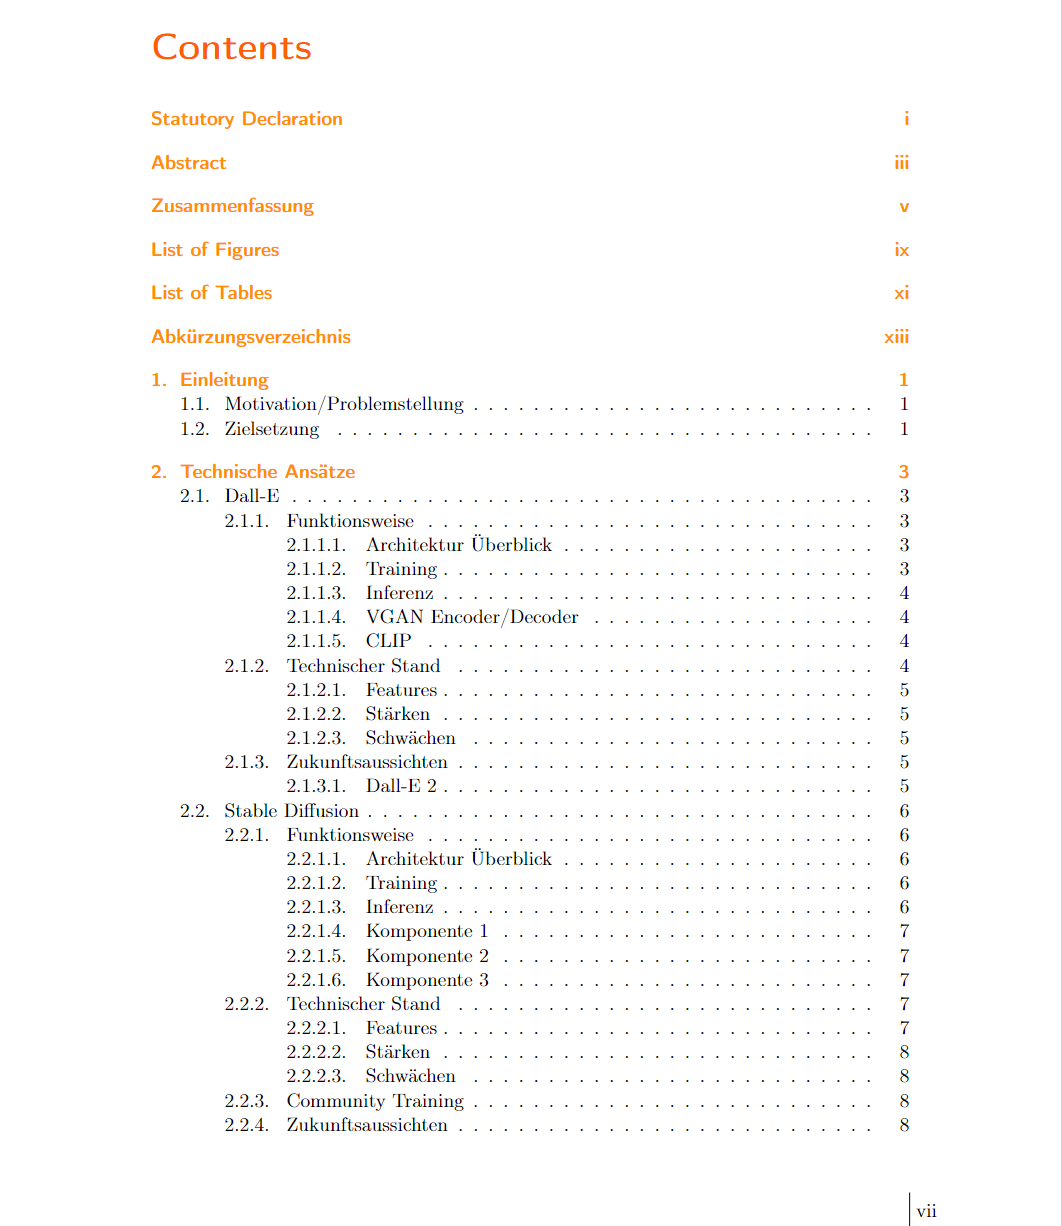 Contents
Statutory Declaration i
Abstract iii
Zusammenfassung v
List of Figures ix
List of Tables xi
Abkürzungsverzeichnis xiii
1. Einleitung 1
1.1. Motivation/Problemstellung . . . . . . . . . . . . . . . . . . . . . . . . . . . 1
1.2. Zielsetzung . . . . . . . . . . . . . . . . . . . . . . . . . . . . . . . . . . . . 1
2. Technische Ansätze 3
2.1. Dall-E . . . . . . . . . . . . . . . . . . . . . . . . . . . . . . . . . . . . . . . 3
2.1.1. Funktionsweise . . . . . . . . . . . . . . . . . . . . . . . . . . . . . . 3
2.1.1.1. Architektur Überblick . . . . . . . . . . . . . . . . . . . . . 3
2.1.1.2. Training . . . . . . . . . . . . . . . . . . . . . . . . . . . . . 3
2.1.1.3. Inferenz . . . . . . . . . . . . . . . . . . . . . . . . . . . . . 4
2.1.1.4. VGAN Encoder/Decoder . . . . . . . . . . . . . . . . . . . 4
2.1.1.5. CLIP . . . . . . . . . . . . . . . . . . . . . . . . . . . . . . 4
2.1.2. Technischer Stand . . . . . . . . . . . . . . . . . . . . . . . . . . . . 4
2.1.2.1. Features . . . . . . . . . . . . . . . . . . . . . . . . . . . . . 5
2.1.2.2. Stärken . . . . . . . . . . . . . . . . . . . . . . . . . . . . . 5
2.1.2.3. Schwächen . . . . . . . . . . . . . . . . . . . . . . . . . . . 5
2.1.3. Zukunftsaussichten . . . . . . . . . . . . . . . . . . . . . . . . . . . . 5
2.1.3.1. Dall-E 2 . . . . . . . . . . . . . . . . . . . . . . . . . . . . . 5
2.2. Stable Diffusion . . . . . . . . . . . . . . . . . . . . . . . . . . . . . . . . . . 6
2.2.1. Funktionsweise . . . . . . . . . . . . . . . . . . . . . . . . . . . . . . 6
2.2.1.1. Architektur Überblick . . . . . . . . . . . . . . . . . . . . . 6
2.2.1.2. Training . . . . . . . . . . . . . . . . . . . . . . . . . . . . . 6
2.2.1.3. Inferenz . . . . . . . . . . . . . . . . . . . . . . . . . . . . . 6
2.2.1.4. Komponente 1 . . . . . . . . . . . . . . . . . . . . . . . . . 7
2.2.1.5. Komponente 2 . . . . . . . . . . . . . . . . . . . . . . . . . 7
2.2.1.6. Komponente 3 . . . . . . . . . . . . . . . . . . . . . . . . . 7
2.2.2. Technischer Stand . . . . . . . . . . . . . . . . . . . . . . . . . . . . 7
2.2.2.1. Features . . . . . . . . . . . . . . . . . . . . . . . . . . . . . 7
2.2.2.2. Stärken . . . . . . . . . . . . . . . . . . . . . . . . . . . . . 8
2.2.2.3. Schwächen . . . . . . . . . . . . . . . . . . . . . . . . . . . 8
2.2.3. Community Training . . . . . . . . . . . . . . . . . . . . . . . . . . . 8
2.2.4. Zukunftsaussichten . . . . . . . . . . . . . . . . . . . . . . . . . . . . 8
vii